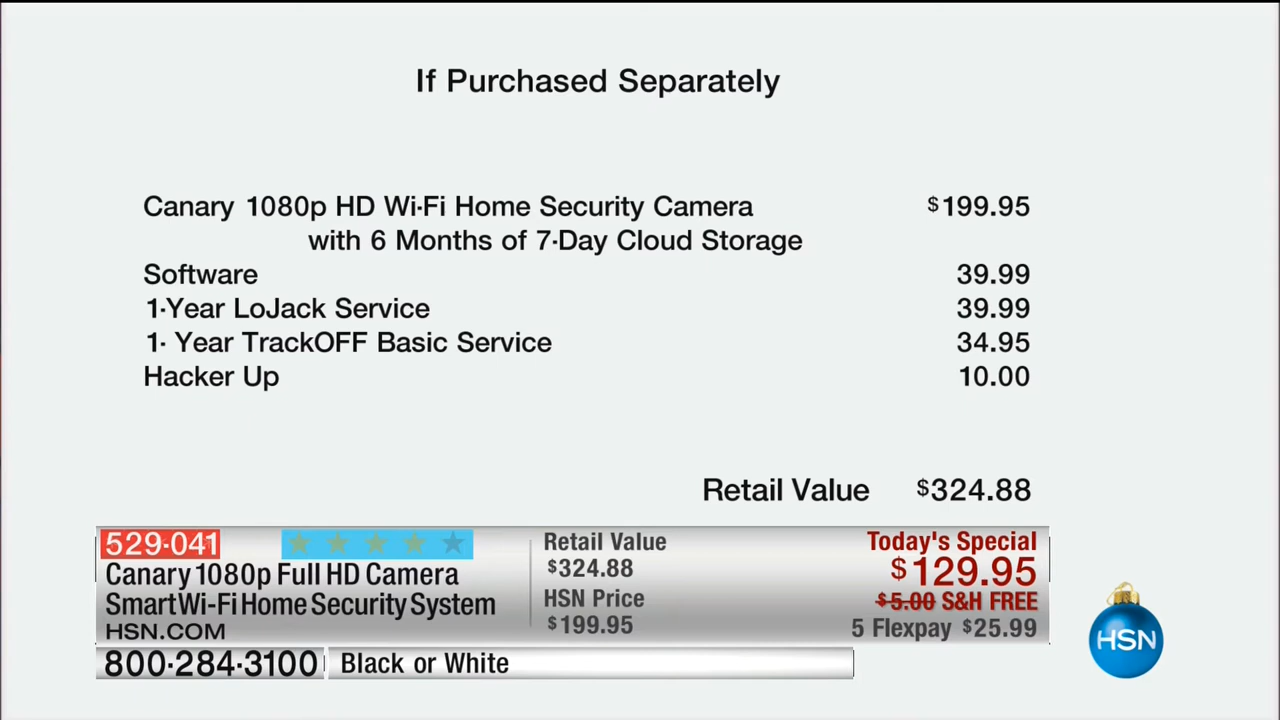 If Purchased Separately
Canary 1080p HD Wi-Fi Home Security Camera $199.95
with 6 Months of 7-Day Cloud Storage
Software 39.99
1-Year LoJack Service 39.99
1- Year TrackOFF Basic Service 34.95
Hacker Up 10.00
Retail Value $324.88
529-041
Canary 1080p Full HD Camera
Smart Wi-Fi Home Security System
HSN.COM
Retail Value
$324.88
HSN Price
$199.95
Today's Special
$129.95
$5.00 S&H FREE
5 Flexpay $25.99
800-284-3100
Black or White
HSN